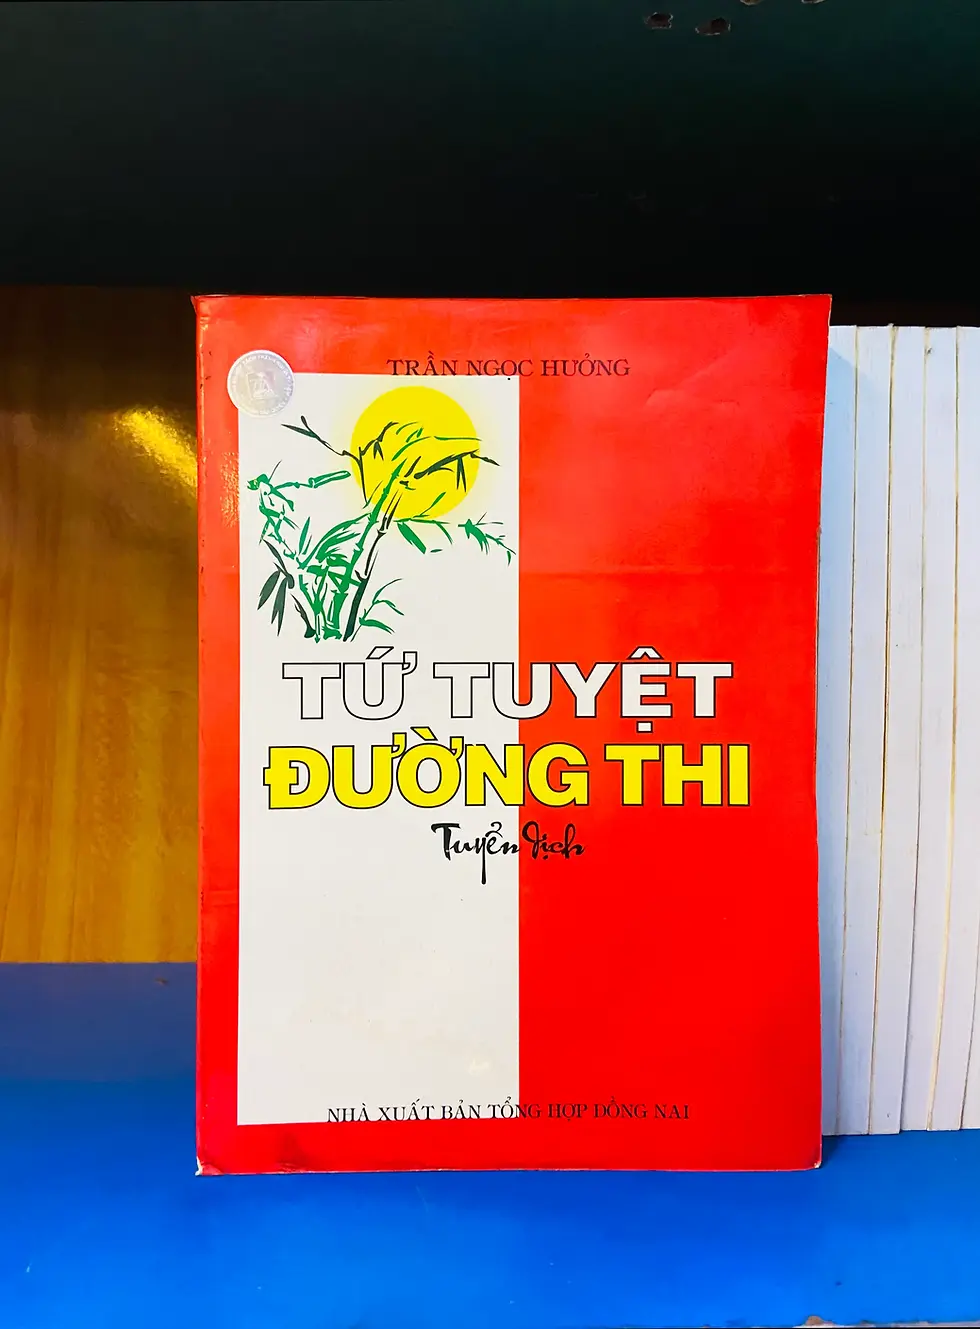 TRẦN NGỌC HƯỞNG
TỨ TUYỆT
ĐƯỜNG THI
Tuyển dịch
NHÀ XUẤT BẢN TỔNG HỢP ĐỒNG NAI